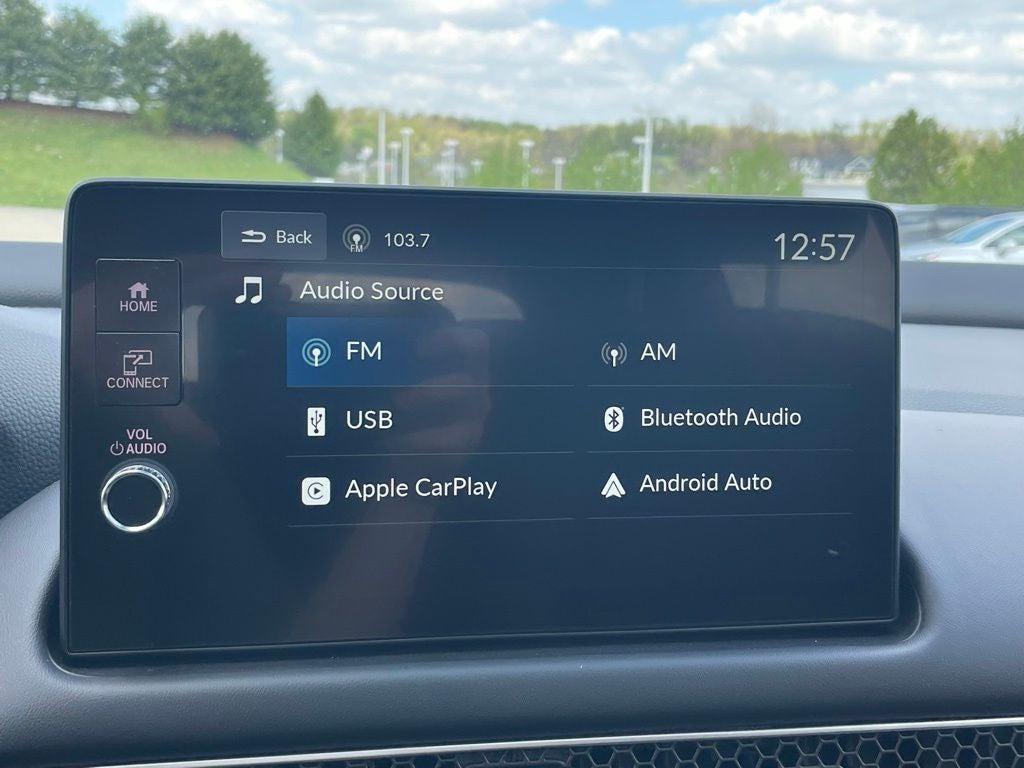 Back FM 103.7 12:57
HOME
Audio Source
CONNECT
FM AM
USB Bluetooth Audio
VOL
AUDIO
Apple CarPlay Android Auto